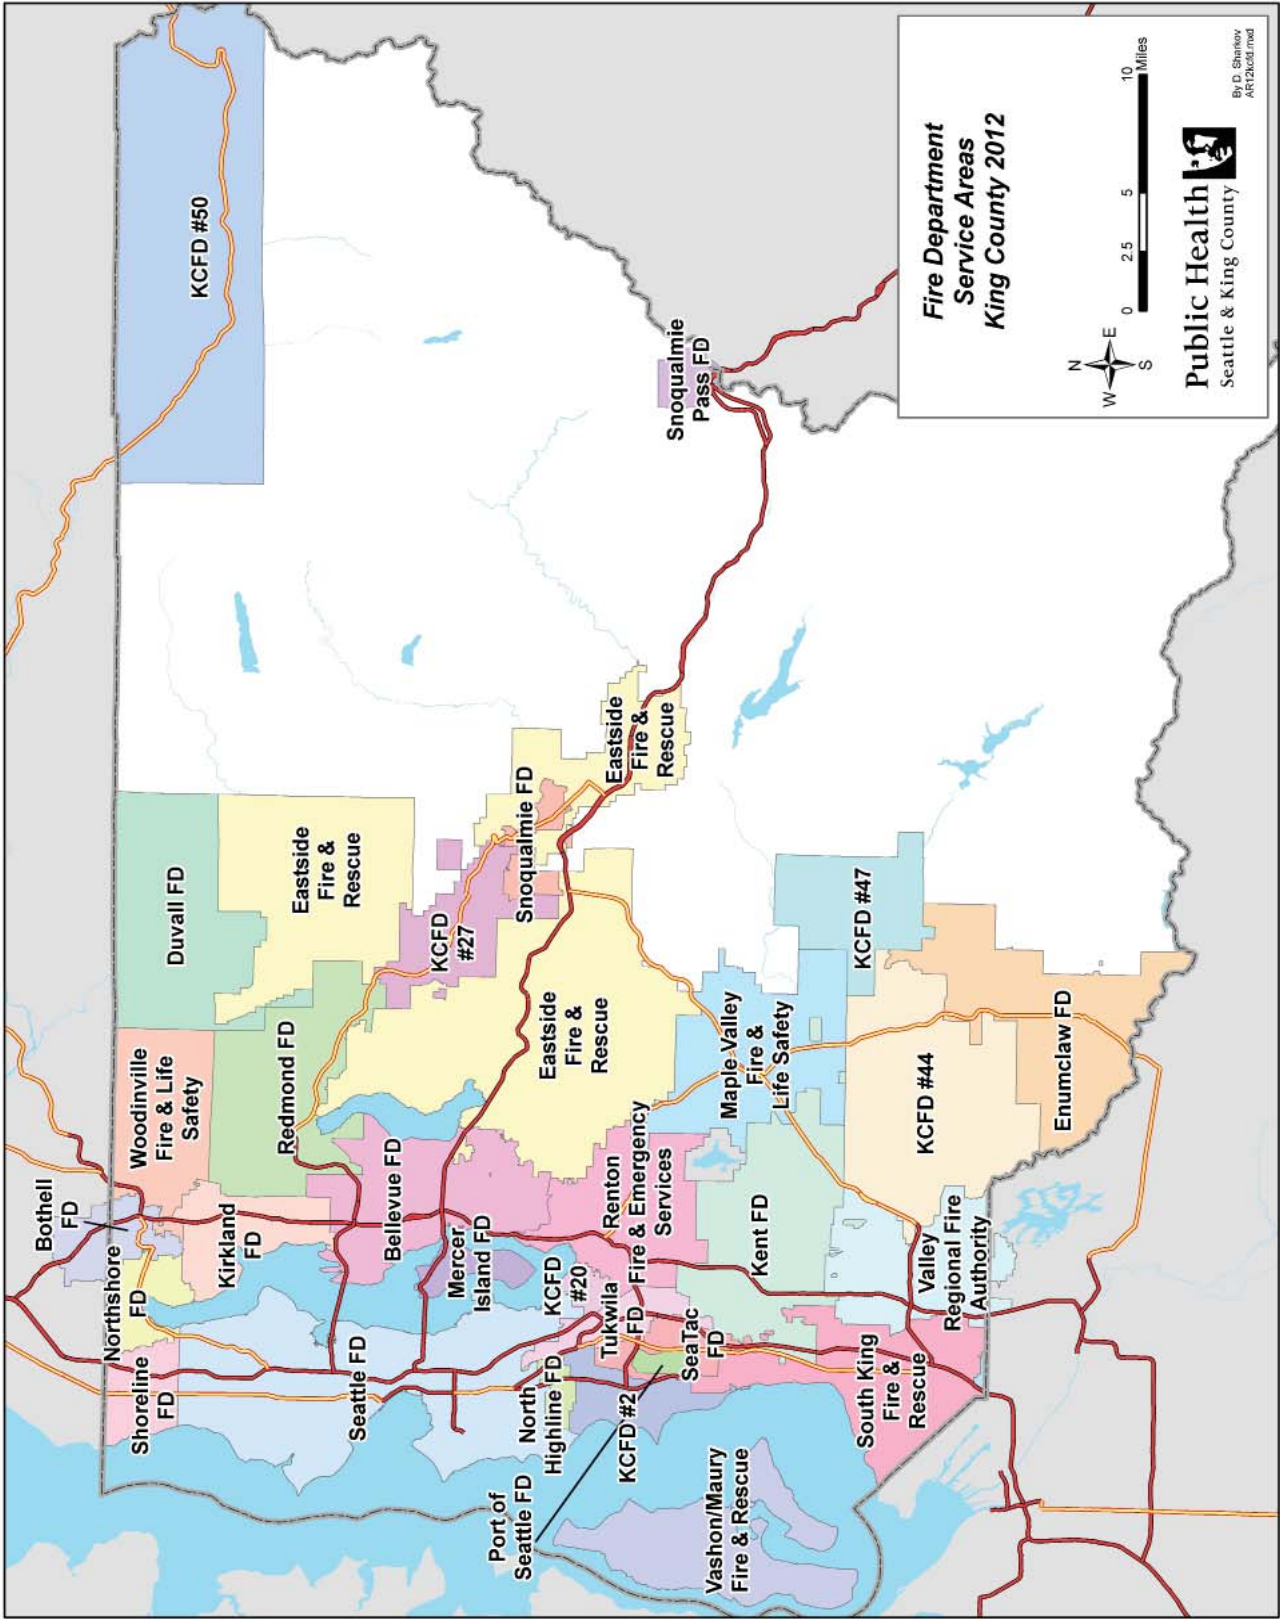 Bothell
FD
Northshore
FD
Shoreline
FD
Woodinville
Fire & Life
Safety
Kirkland
FD
Duvall FD
KCFD #50
Redmond FD
Eastside
Fire &
Rescue
Seattle FD
Bellevue FD
KCFD
#27
Mercer
Island FD
Snoqualmie FD
Eastside
Fire &
Rescue
Eastside
Fire &
Rescue
Snoqualmie
Pass FD
Port of
Seattle FD
North
Highline FD
KCFD
#20
KCFD #2
Tukwila
FD
Renton
Fire & Emergency
Services
SeaTac
FD
Vashon/Maury
Fire & Rescue
Kent FD
Maple Valley
Fire &
Life Safety
South King
Fire &
Rescue
Valley
Regional Fire
Authority
KCFD #44
KCFD #47
Enumclaw FD
Fire Department
Service Areas
King County 2012
N
W
E
S
0 2.5 5 10
Miles
Public Health
Seattle & King County
By D. Sharkov
AR12kcfd.mxd